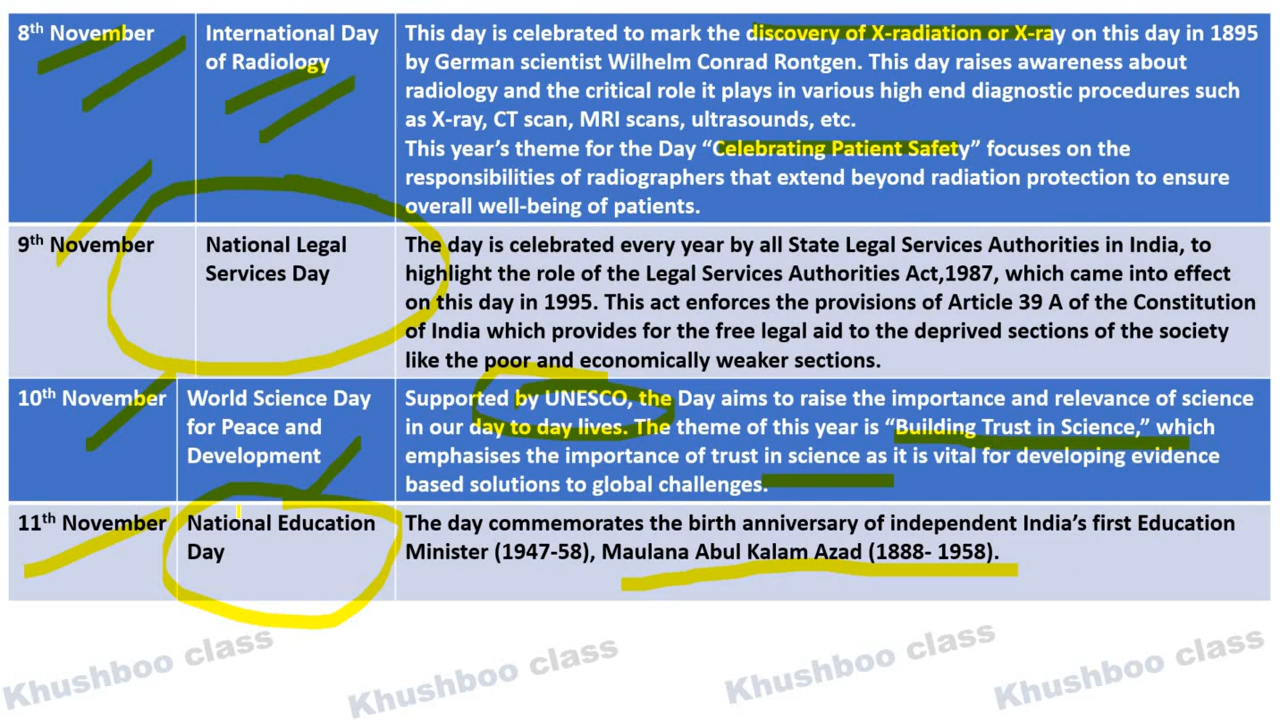 8th November
International Day
of Radiology
This day is celebrated to mark the discovery of X-radiation or X-ray on this day in 1895
by German scientist Wilhelm Conrad Rontgen. This day raises awareness about
radiology and the critical role it plays in various high end diagnostic procedures such
as X-ray, CT scan, MRI scans, ultrasounds, etc.
This year’s theme for the Day “Celebrating Patient Safety” focuses on the
responsibilities of radiographers that extend beyond radiation protection to ensure
overall well-being of patients.
9th November
National Legal
Services Day
The day is celebrated every year by all State Legal Services Authorities in India, to
highlight the role of the Legal Services Authorities Act,1987, which came into effect
on this day in 1995. This act enforces the provisions of Article 39 A of the Constitution
of India which provides for the free legal aid to the deprived sections of the society
like the poor and economically weaker sections.
10th November
World Science Day
for Peace and
Development
Supported by UNESCO, the Day aims to raise the importance and relevance of science
in our day to day lives. The theme of this year is “Building Trust in Science,” which
emphasises the importance of trust in science as it is vital for developing evidence
based solutions to global challenges.
11th November
National Education
Day
The day commemorates the birth anniversary of independent India’s first Education
Minister (1947-58), Maulana Abul Kalam Azad (1888- 1958).
Khushboo class
Khushboo class
Khushboo class
Khushboo class